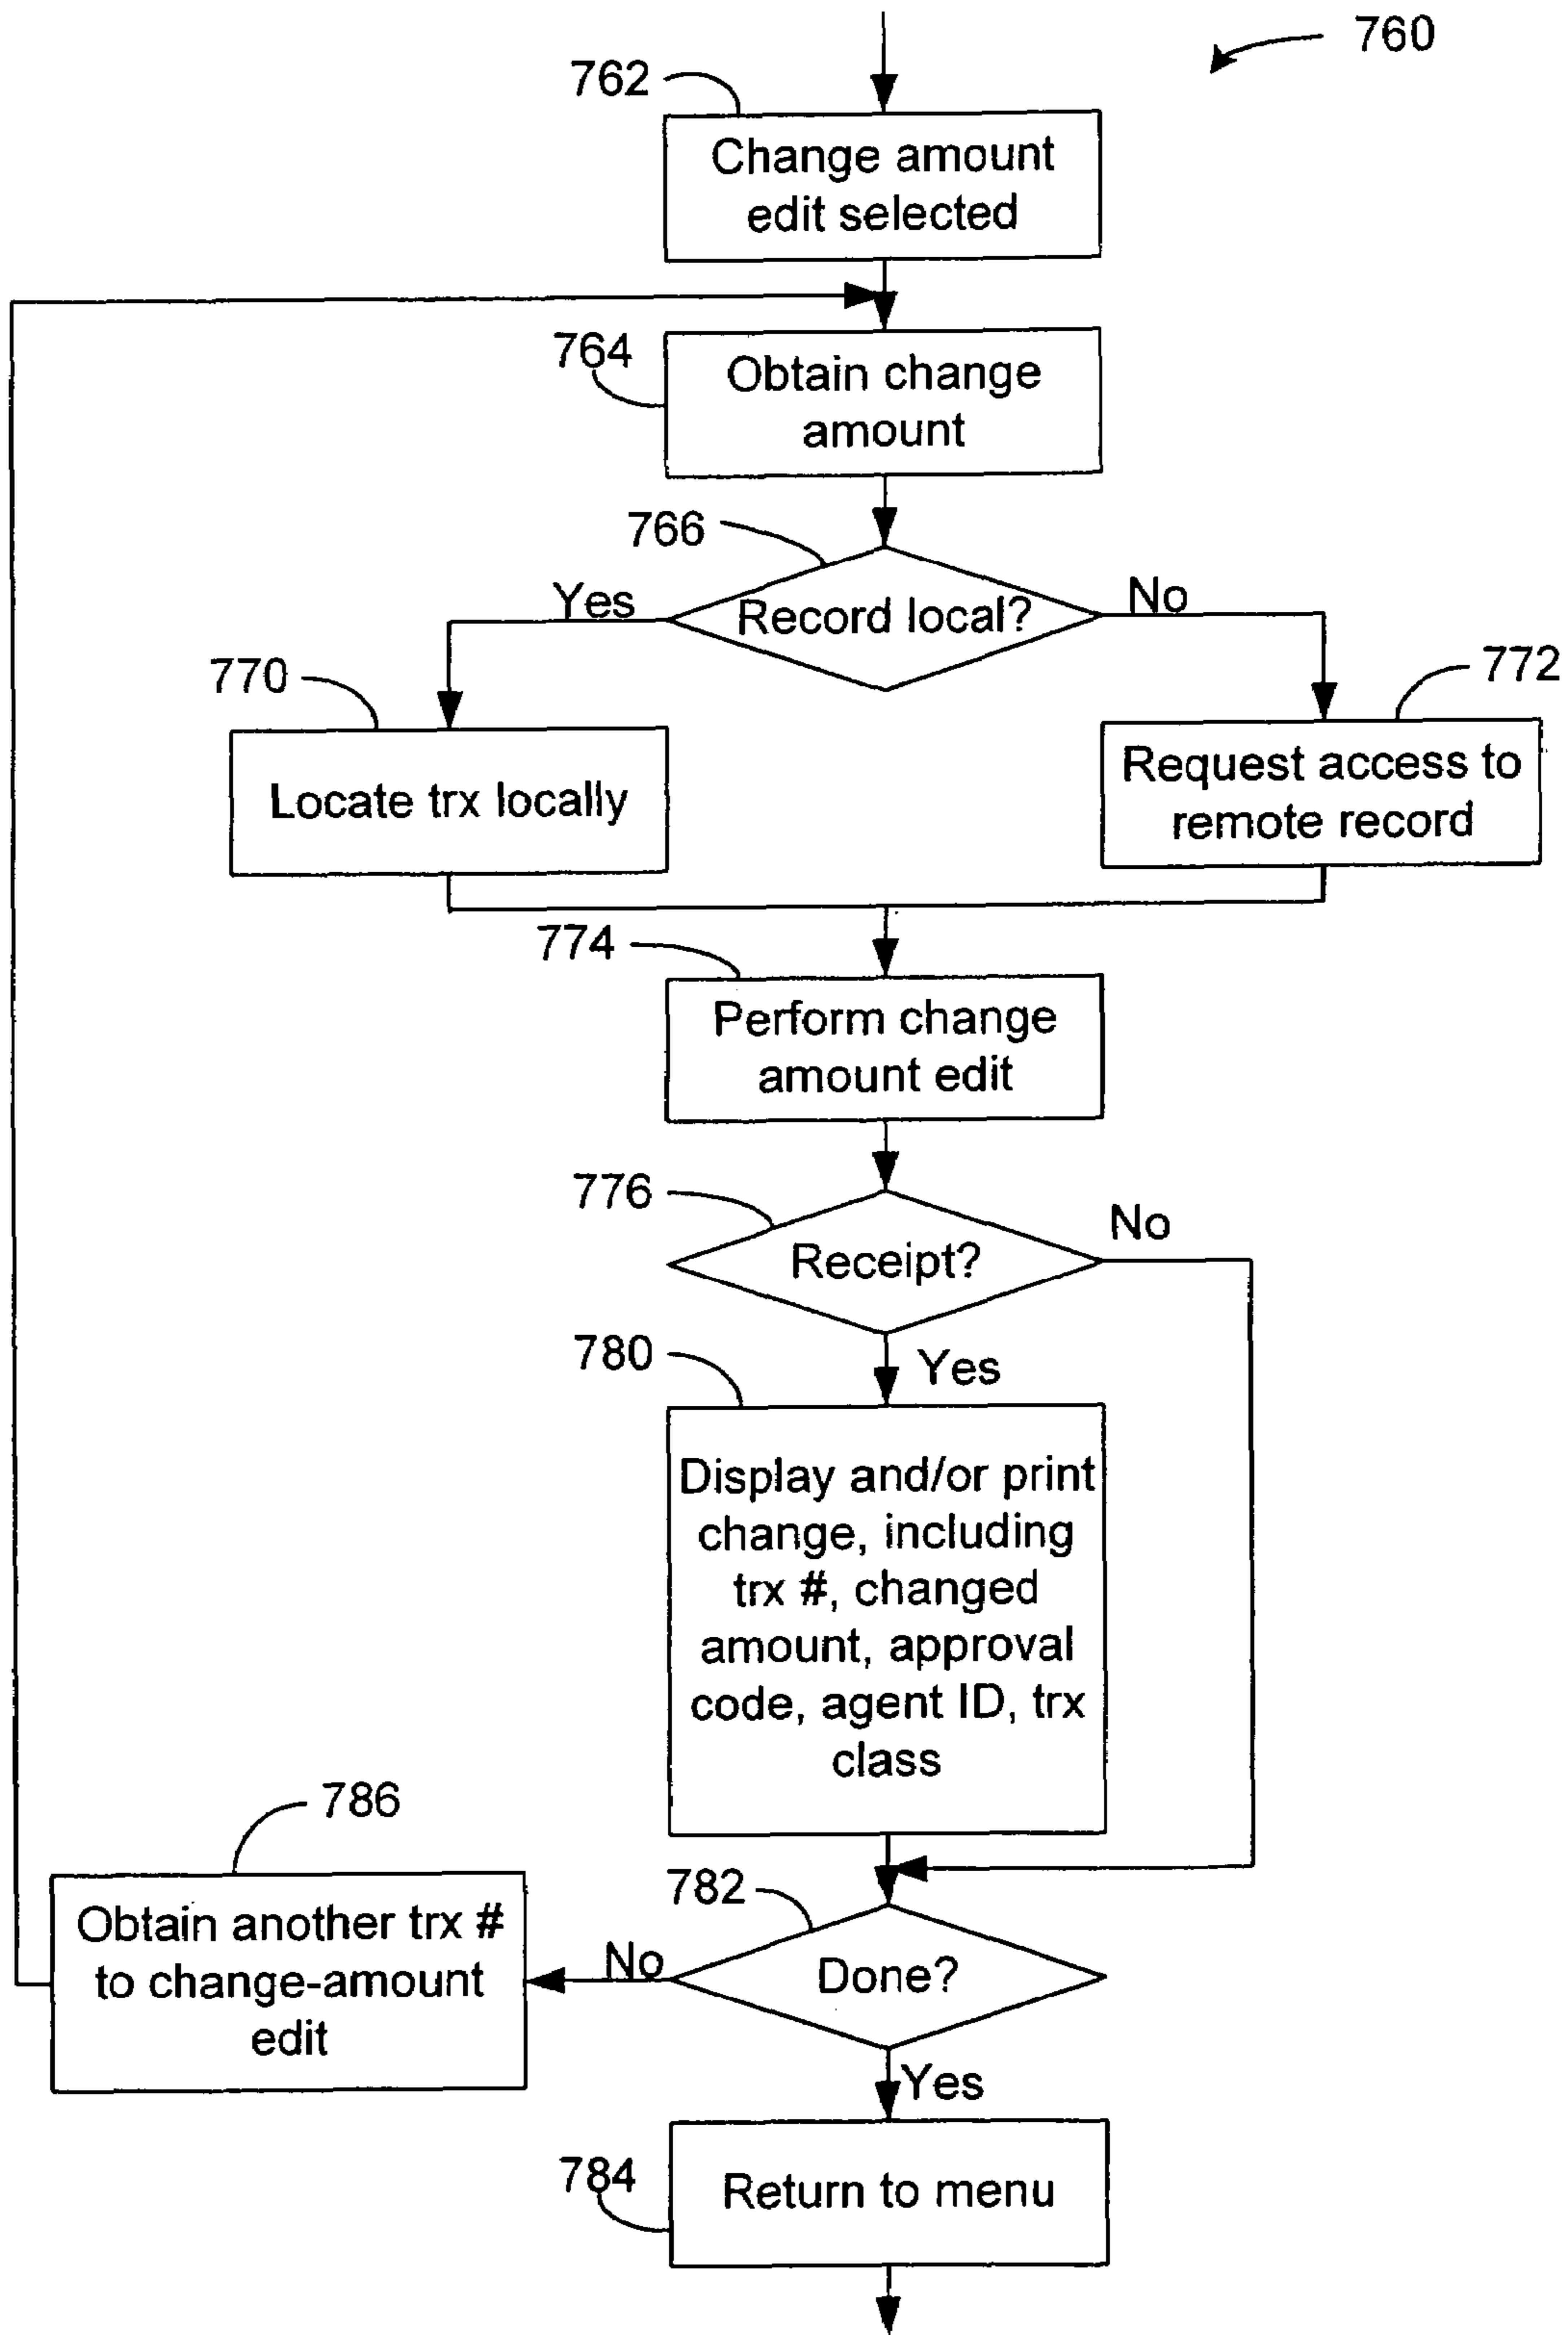 760
762
Change amount
edit selected
764
Obtain change
amount
766
Yes
Record local?
No
770
Locate trx locally
772
Request access to
remote record
774
Perform change
amount edit
776
Receipt?
No
780
Yes
Display and/or print
change, including
trx #, changed
amount, approval
code, agent ID, trx
class
786
Obtain another trx #
to change-amount
edit
782
No
Done?
Yes
784
Return to menu